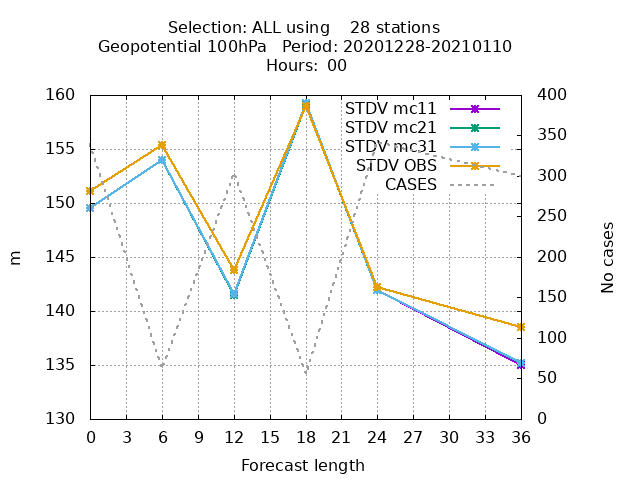 Selection: ALL using    28 stations
Geopotential 100hPa   Period: 20201228-20210110
Hours:  00
160
155
150
145
140
135
130
400
350
300
250
200
150
100
50
0
STDV mc11
STDV mc21
STDV mc31
STDV OBS
CASES
m
No cases
0 3 6 9 12 15 18 21 24 27 30 33 36
Forecast length